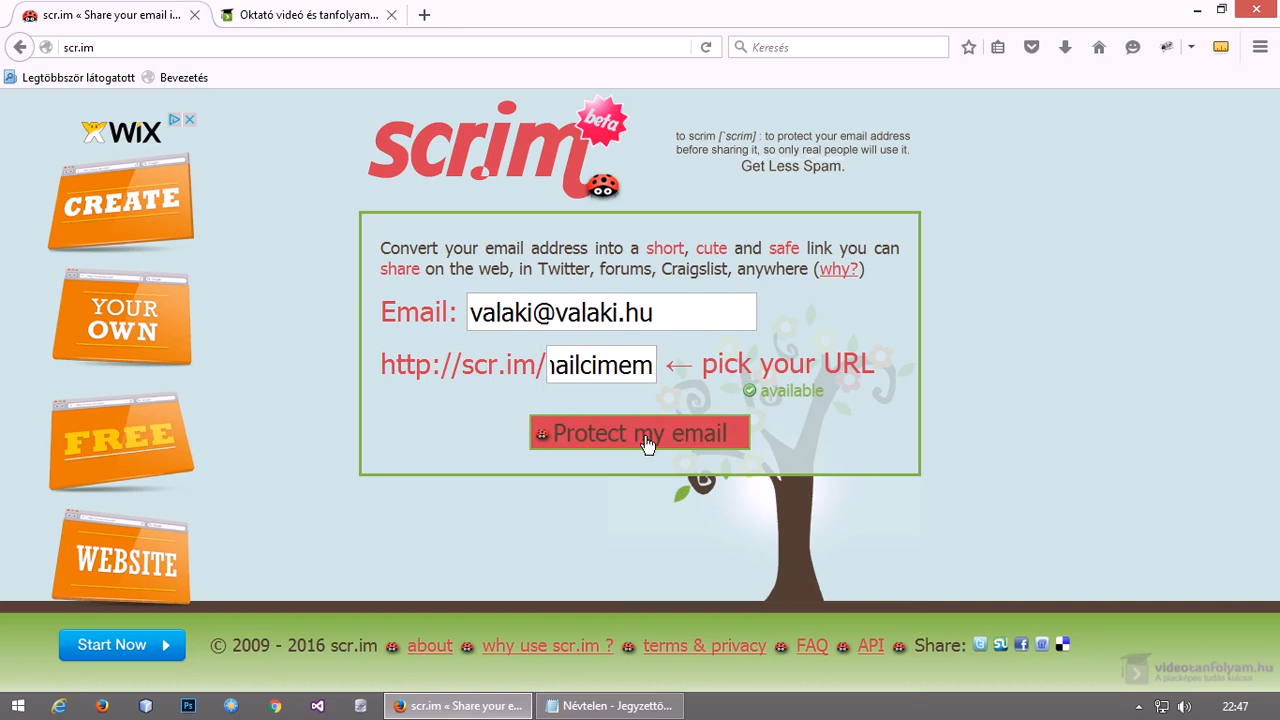 scr.im « Share your email i...
Oktató videó és tanfolyam...
scr.im
Keresés
Legtöbbször látogatott
Bevezetés
WiX
CREATE
YOUR
OWN
FREE
WEBSITE
Start Now
scr.im
beta
to scrim [`scrim] : to protect your email address
before sharing it, so only real people will use it.
Get Less Spam.
Convert your email address into a short, cute and safe link you can
share on the web, in Twitter, forums, Craigslist, anywhere (why?)
Email: valaki@valaki.hu
http://scr.im/ailcimem ← pick your URL
available
Protect my email
© 2009 - 2016 scr.im about why use scr.im ? terms & privacy FAQ API Share:
videotanfolyam.hu
A piacképes tudás kulcsa
scr.im « Share your e...
Névtelen - Jegyzettö...
22:47